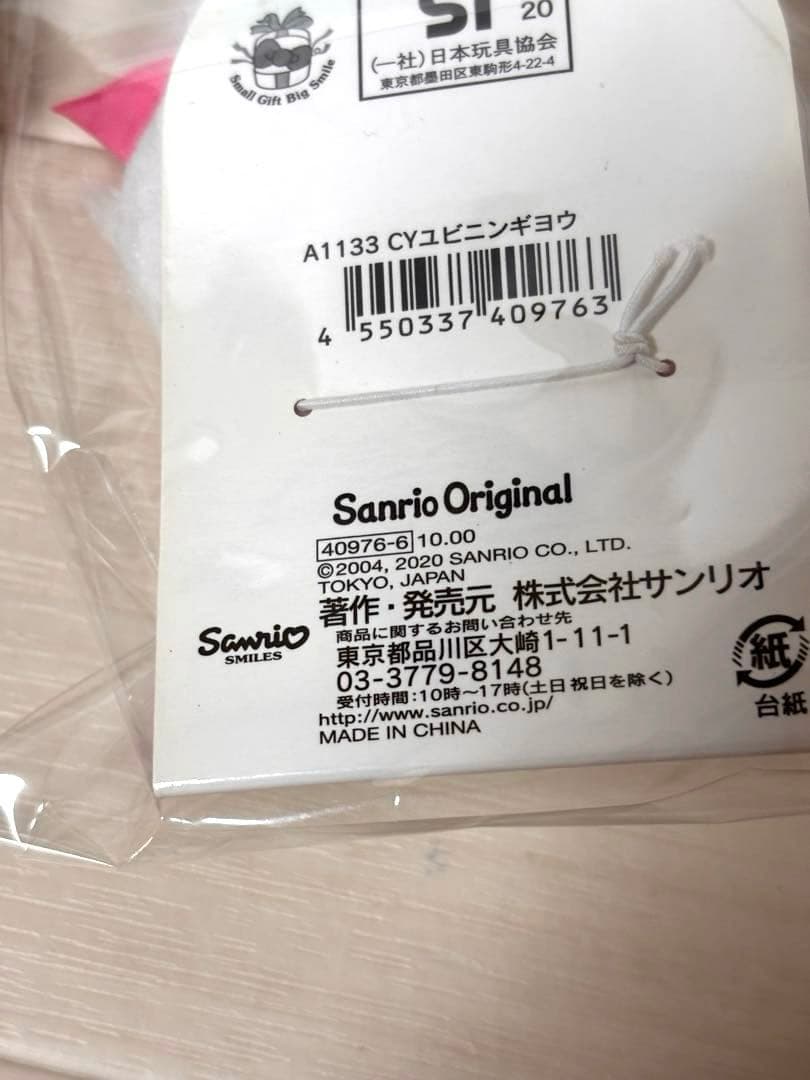 Small Gift Big Smile
ST
20
(一社)日本玩具協会
東京都墨田区東駒形4-22-4
A1133 CYユビニンギヨウ
4 550337 409763
Sanrio Original
40976-6 10.00
©2004, 2020 SANRIO CO., LTD.
TOKYO, JAPAN
著作・発売元 株式会社サンリオ
Sanrio
SMILES
商品に関するお問い合わせ先
東京都品川区大崎1-11-1
03-3779-8148
受付時間:10時〜17時(土日祝日を除く)
http://www.sanrio.co.jp/
MADE IN CHINA
紙
台紙